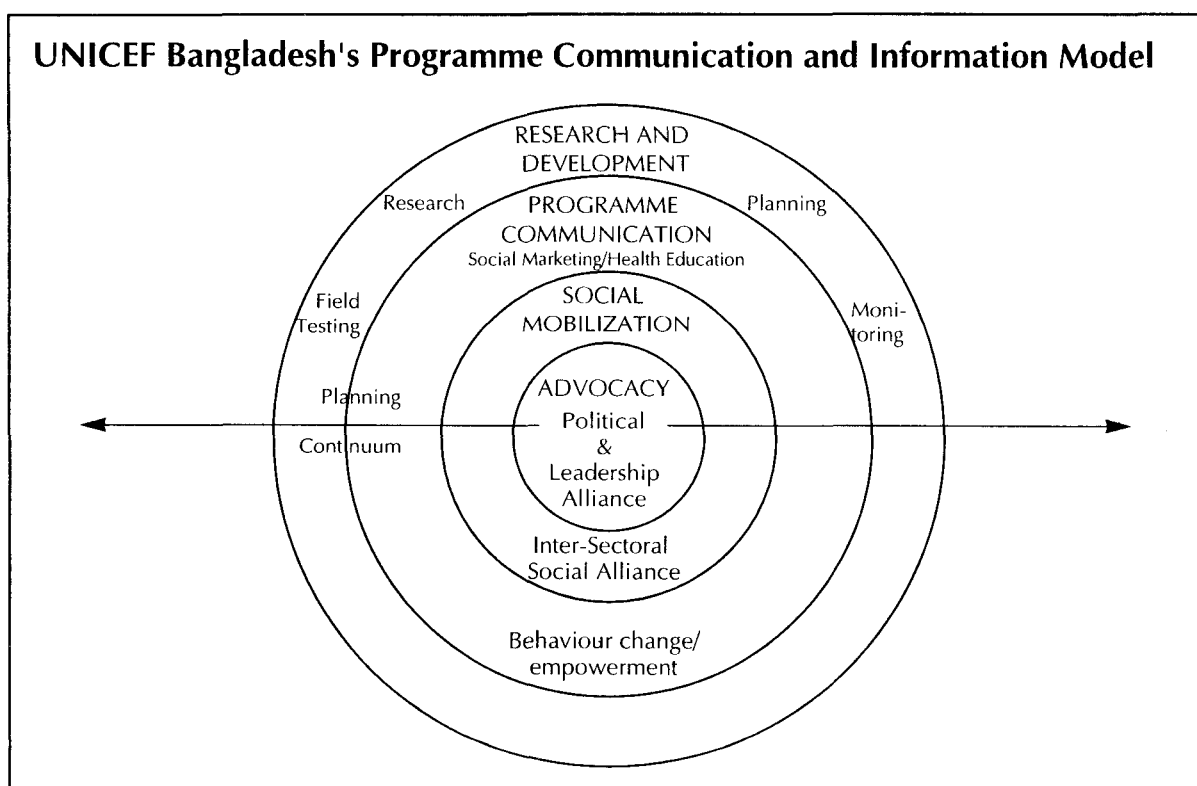 UNICEF Bangladesh's Programme Communication and Information Model
RESEARCH AND
DEVELOPMENT
Research
Planning
PROGRAMME
COMMUNICATION
Social Marketing/Health Education
Field
Testing
SOCIAL
MOBILIZATION
Moni-
toring
Planning
Continuum
ADVOCACY
Political
&
Leadership
Alliance
Inter-Sectoral
Social Alliance
Behaviour change/
empowerment